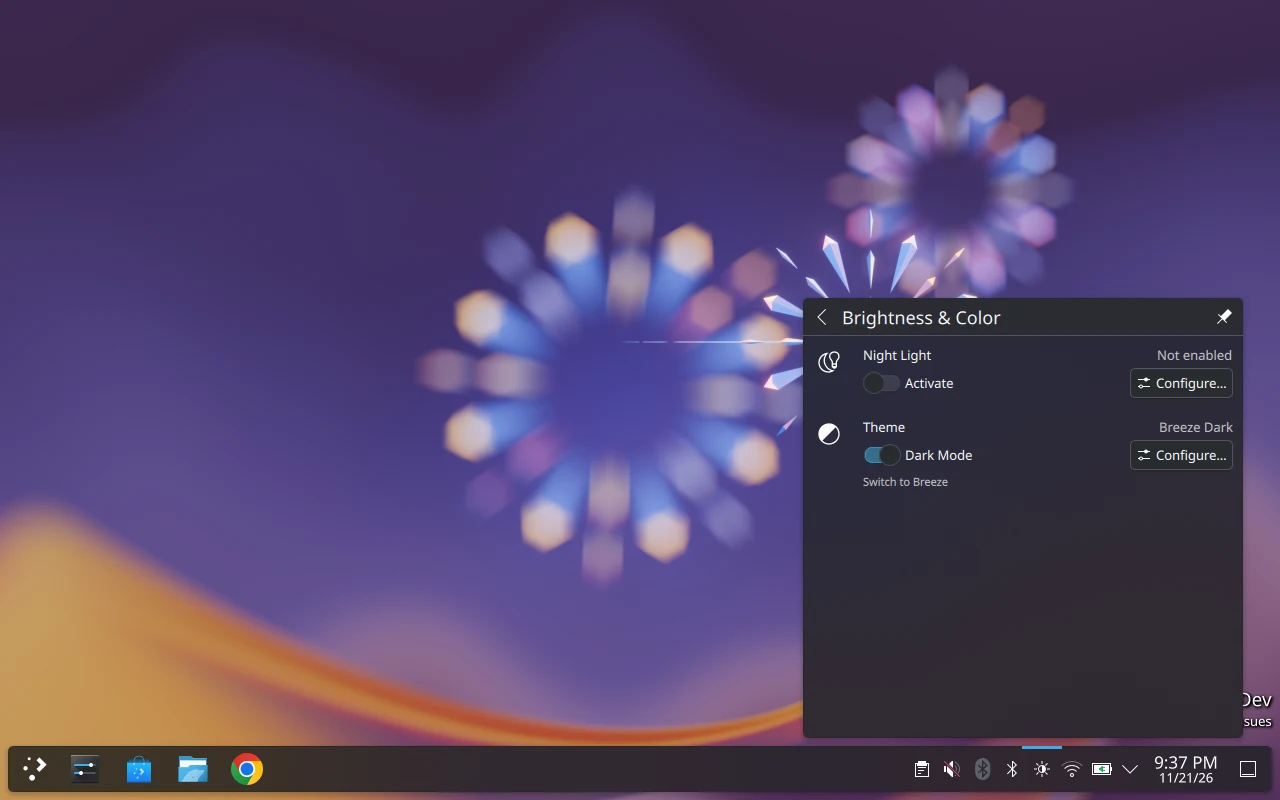 Brightness & Color
Night Light
Not enabled
Activate
Configure...
Theme
Breeze Dark
Dark Mode
Configure...
Switch to Breeze
Dev
sues
9:37 PM
11/21/26